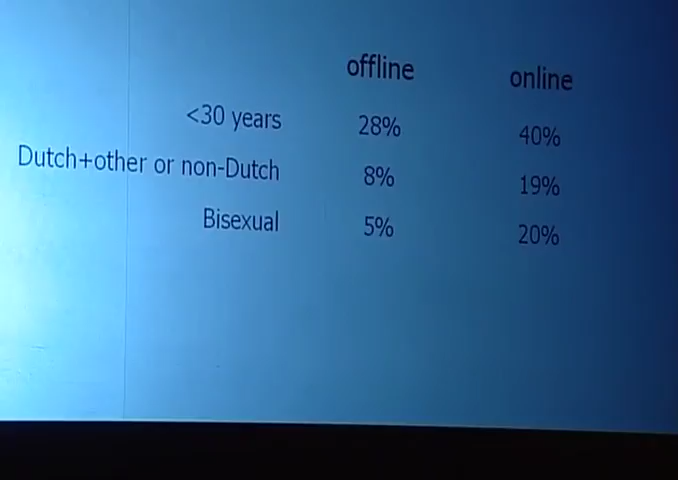 offline online
<30 years 28% 40%
Dutch+other or non-Dutch 8% 19%
Bisexual 5% 20%